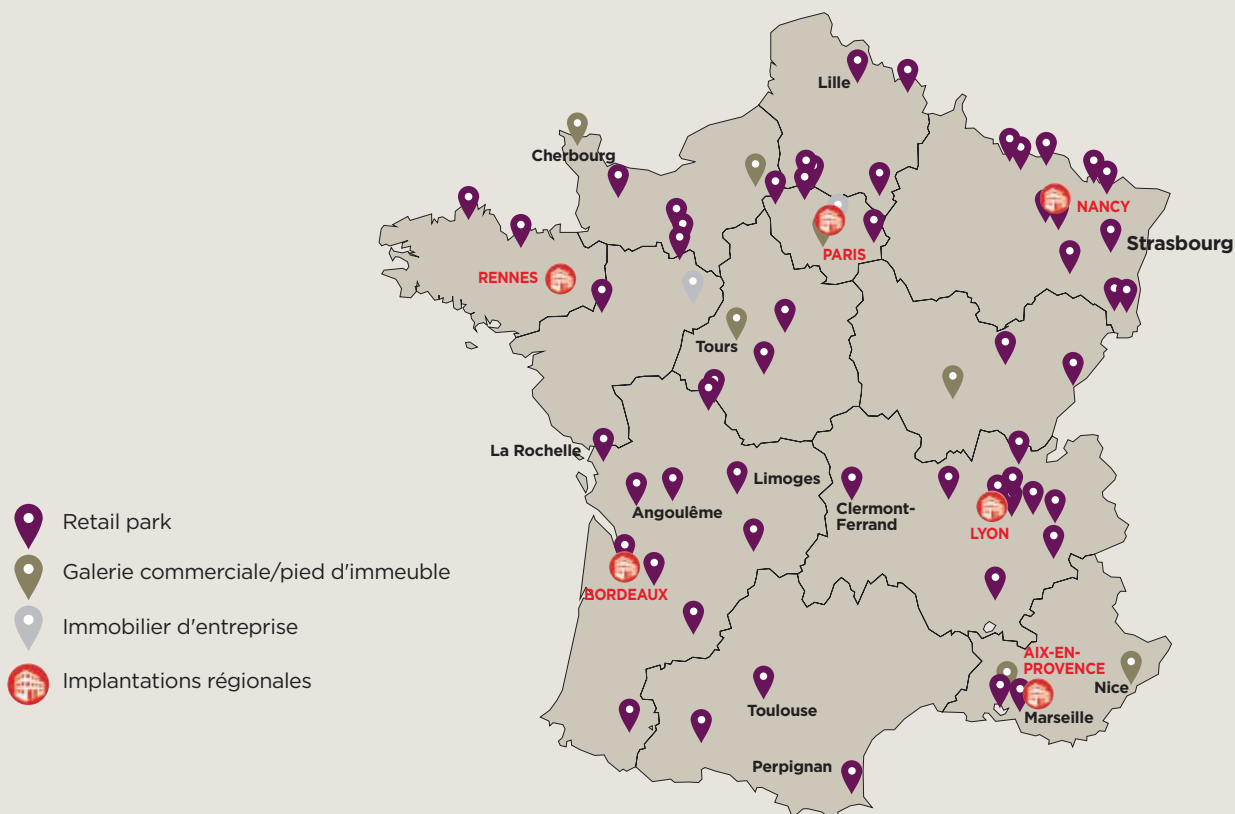 Lille
Cherbourg
NANCY
Strasbourg
PARIS
RENNES
Tours
La Rochelle
Limoges
Angoulême
Clermont-
Ferrand
LYON
BORDEAUX
AIX-EN-
PROVENCE
Nice
Marseille
Toulouse
Perpignan
Retail park
Galerie commerciale/pied d'immeuble
Immobilier d'entreprise
Implantations régionales